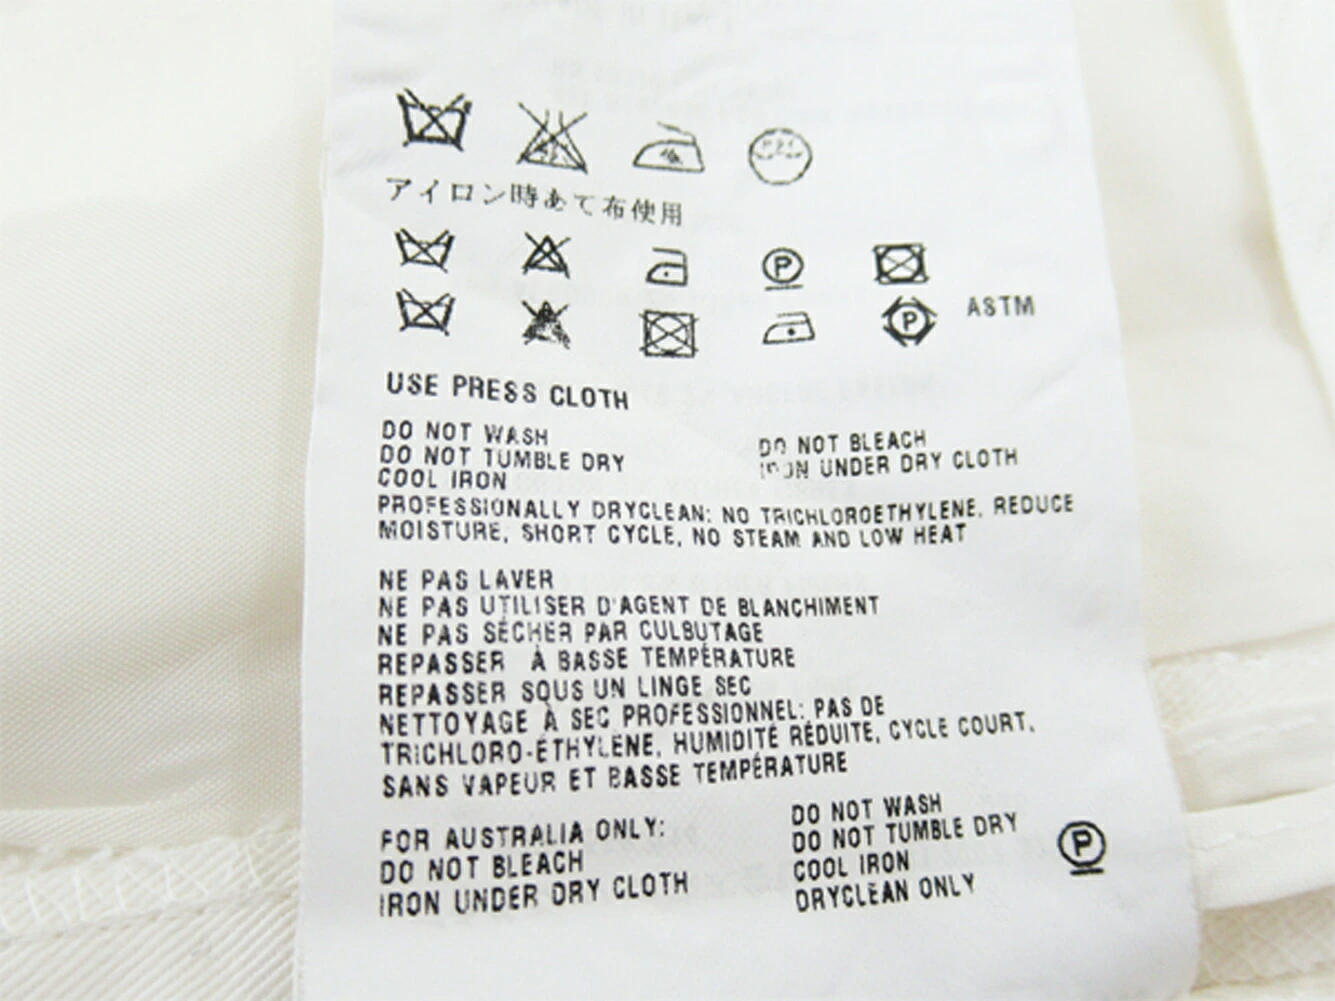 アイロン時あて布使用
P
P ASTM
USE PRESS CLOTH
DO NOT WASH
DO NOT TUMBLE DRY
COOL IRON
DO NOT BLEACH
IRON UNDER DRY CLOTH
PROFESSIONALLY DRYCLEAN: NO TRICHLOROETHYLENE, REDUCE
MOISTURE, SHORT CYCLE, NO STEAM AND LOW HEAT
NE PAS LAVER
NE PAS UTILISER D'AGENT DE BLANCHIMENT
NE PAS SÉCHER PAR CULBUTAGE
REPASSER À BASSE TEMPÉRATURE
REPASSER SOUS UN LINGE SEC
NETTOYAGE À SEC PROFESSIONNEL: PAS DE
TRICHLORO-ÉTHYLÈNE, HUMIDITÉ RÉDUITE, CYCLE COURT,
SANS VAPEUR ET BASSE TEMPÉRATURE
FOR AUSTRALIA ONLY:
DO NOT BLEACH
IRON UNDER DRY CLOTH
DO NOT WASH
DO NOT TUMBLE DRY
COOL IRON
DRYCLEAN ONLY
P